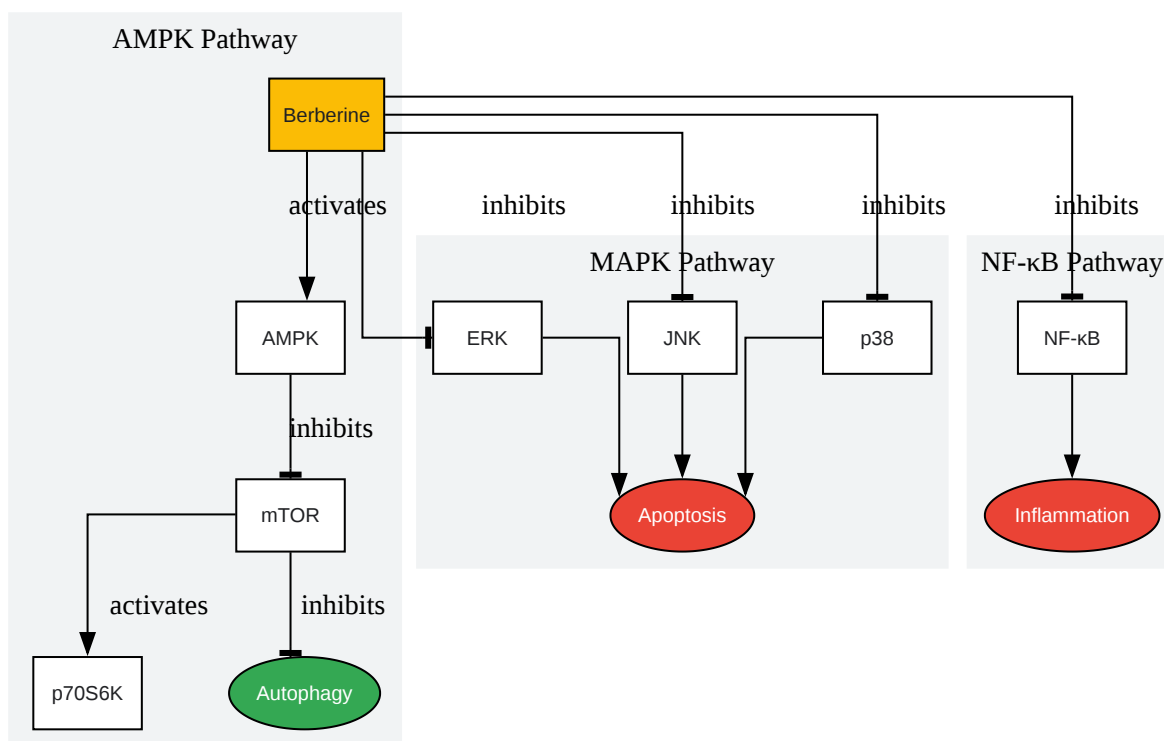 AMPK Pathway
Berberine
activates
inhibits
inhibits
inhibits
inhibits
MAPK Pathway
NF-κB Pathway
AMPK
ERK
JNK
p38
NF-κB
inhibits
mTOR
Apoptosis
Inflammation
activates
inhibits
p70S6K
Autophagy